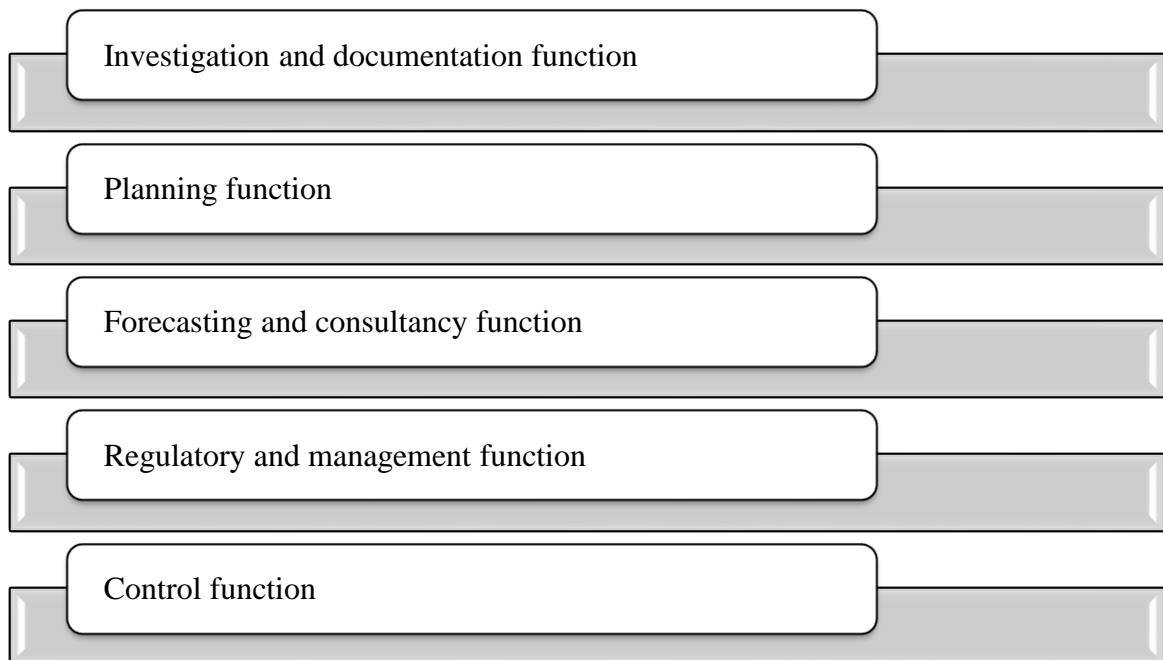 Investigation and documentation function
Planning function
Forecasting and consultancy function
Regulatory and management function
Control function